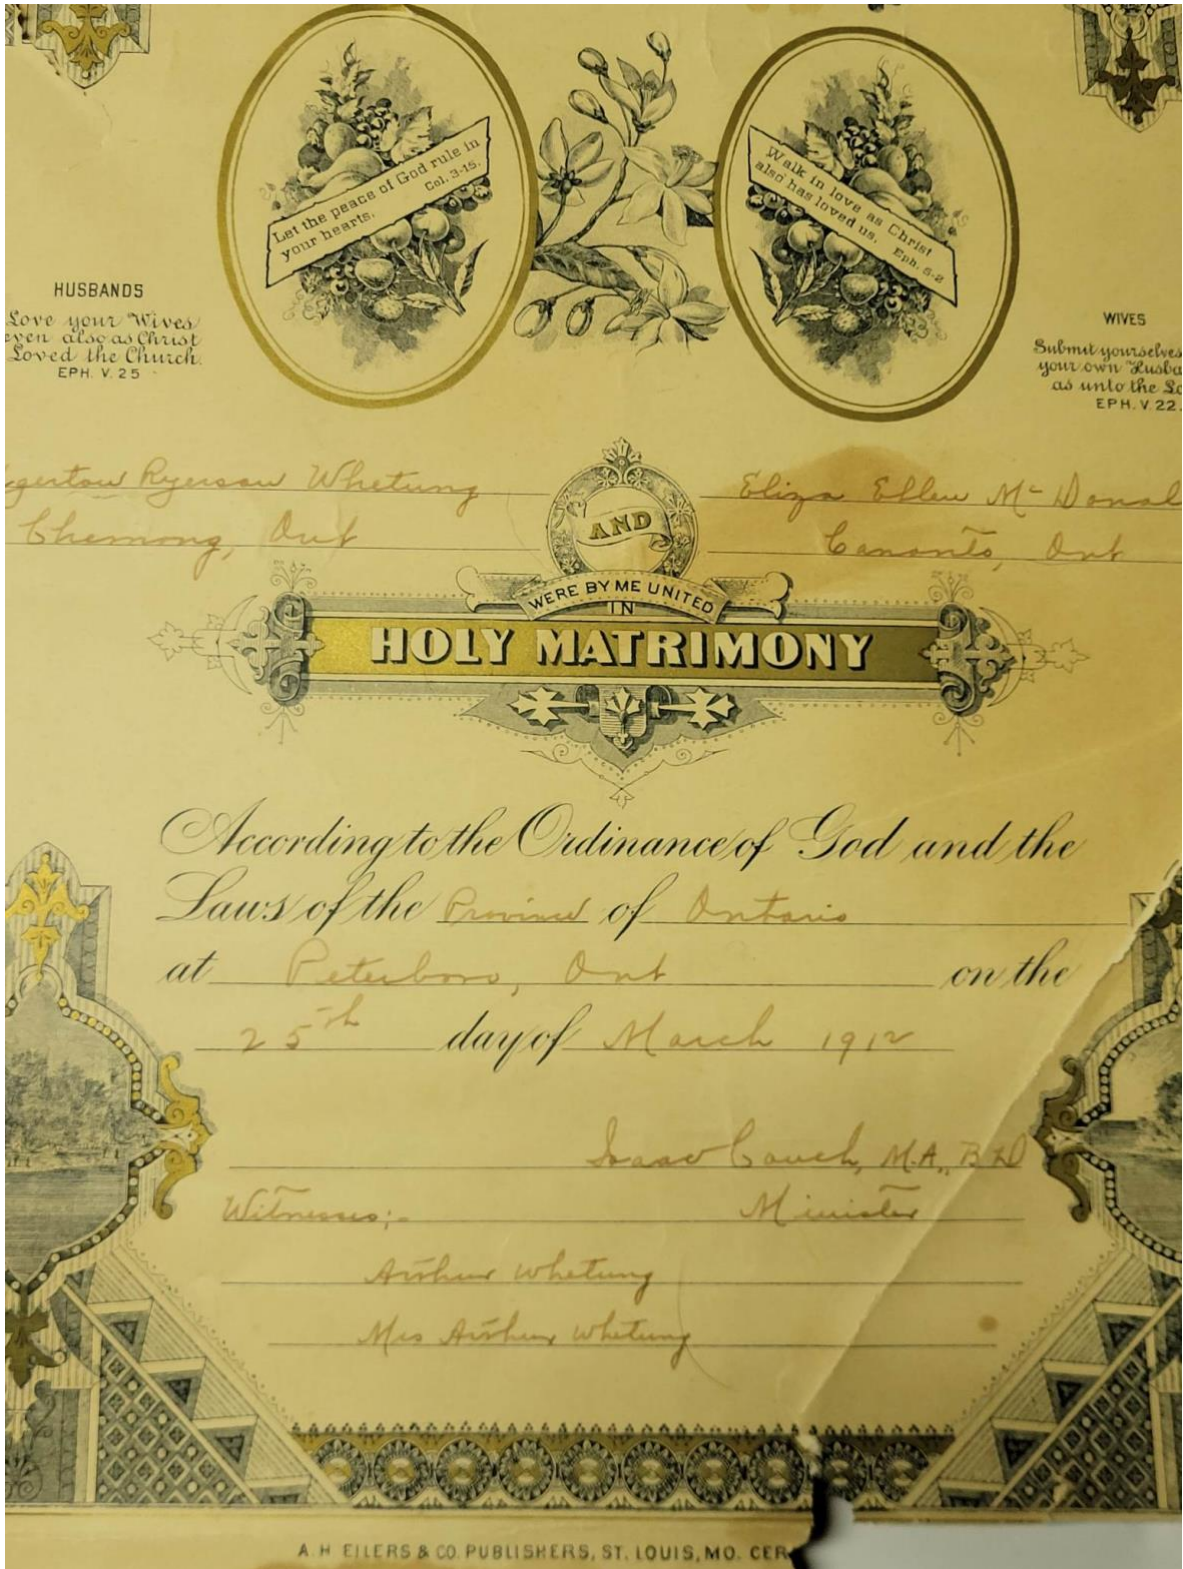 Let the peace of God rule in
your hearts. Col. 3-15.
Walk in love as Christ
also has loved us. Eph. 5-2
HUSBANDS
Love your Wives
even also as Christ
Loved the Church.
EPH. V. 25
WIVES
Submit yourselves
your own Husba
as unto the Lo
EPH. V. 22.
gerton Ryerson Whetung
Chemong, Ont
AND
Eliza Ellen Mc Donal
Canonto, Ont
WERE BY ME UNITED
IN
HOLY MATRIMONY
According to the Ordinance of God and the
Laws of the Province of Ontario
at Peterboro, Ont on the
25th day of March 1912
Isaac Couch, M.A., B D
Witnesses;- Minister
Arthur Whetung
Mrs Arthur Whetung
A. H EILERS & CO. PUBLISHERS, ST. LOUIS, MO. CER